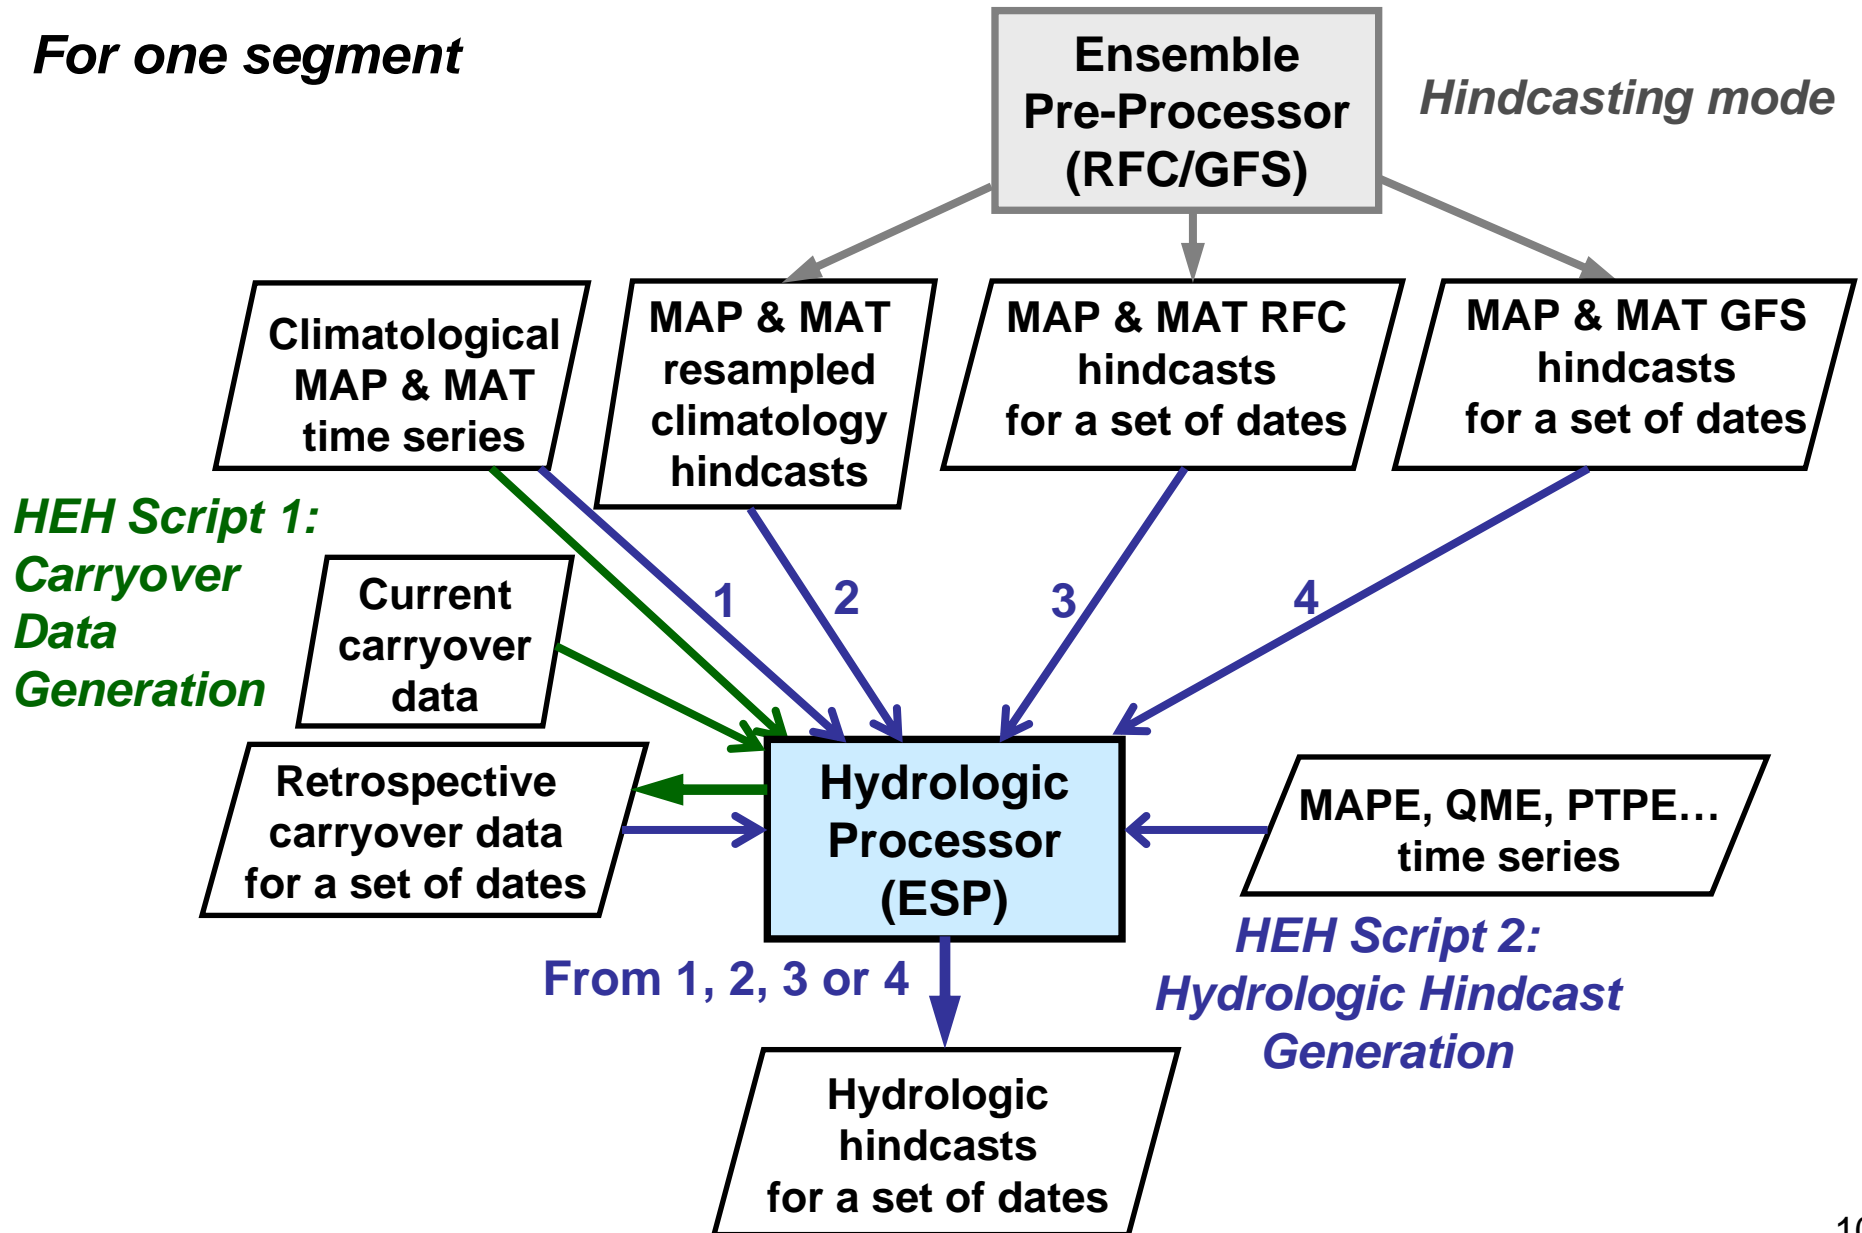 For one segment
Ensemble
Pre-Processor
(RFC/GFS)
Hindcasting mode
Climatological
MAP & MAT
time series
MAP & MAT
resampled
climatology
hindcasts
MAP & MAT RFC
hindcasts
for a set of dates
MAP & MAT GFS
hindcasts
for a set of dates
HEH Script 1:
Carryover
Data
Generation
Current
carryover
data
1
2
3
4
Retrospective
carryover data
for a set of dates
Hydrologic
Processor
(ESP)
MAPE, QME, PTPE…
time series
From 1, 2, 3 or 4
HEH Script 2:
Hydrologic Hindcast
Generation
Hydrologic
hindcasts
for a set of dates